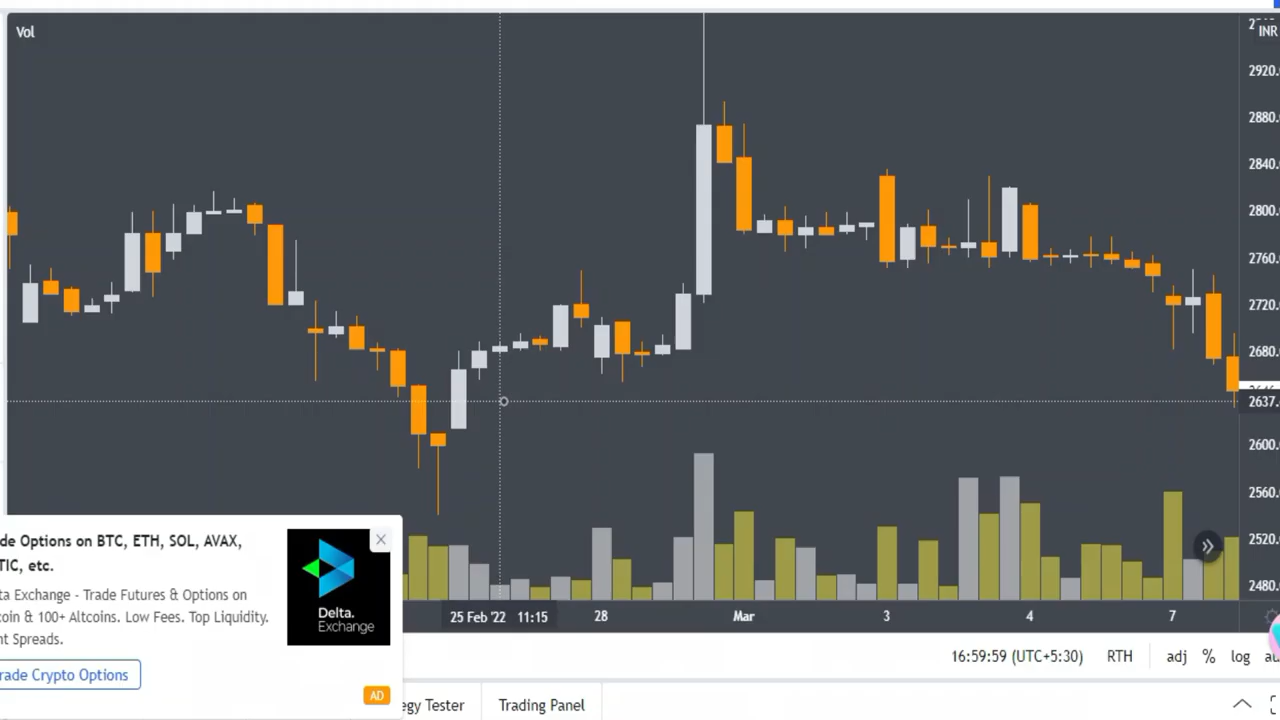 Vol
INR
2920.
2880.
2840.
2800.
2760.
2720.
2680.
2637.
2600.
2560.
2520.
2480.
de Options on BTC, ETH, SOL, AVAX,
TIC, etc.
ta Exchange - Trade Futures & Options on
coin & 100+ Altcoins. Low Fees. Top Liquidity.
nt Spreads.
rade Crypto Options
Delta.
Exchange
AD
25 Feb '22 11:15
28
Mar
3
4
7
16:59:59 (UTC+5:30)
RTH
adj
%
log
egy Tester
Trading Panel